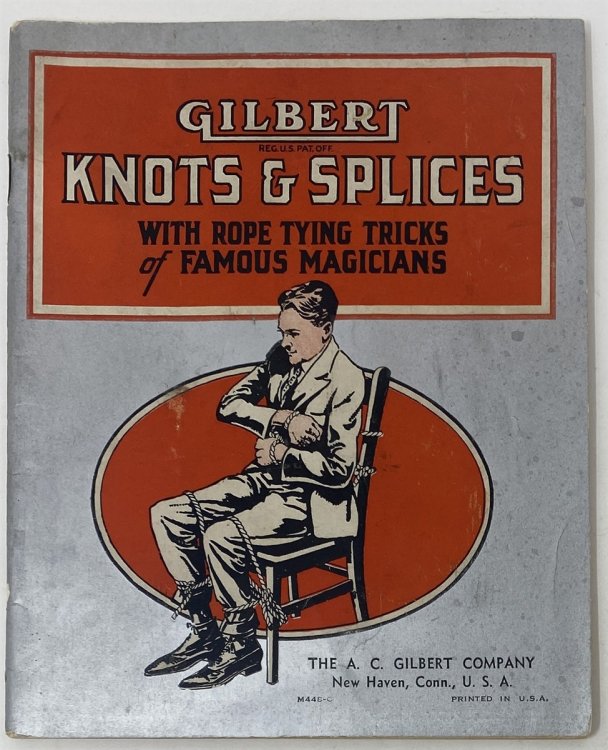 GILBERT
REG. U.S. PAT. OFF.
KNOTS & SPLICES
WITH ROPE TYING TRICKS
of FAMOUS MAGICIANS
THE A. C. GILBERT COMPANY
New Haven, Conn., U. S. A.
PRINTED IN U.S.A.